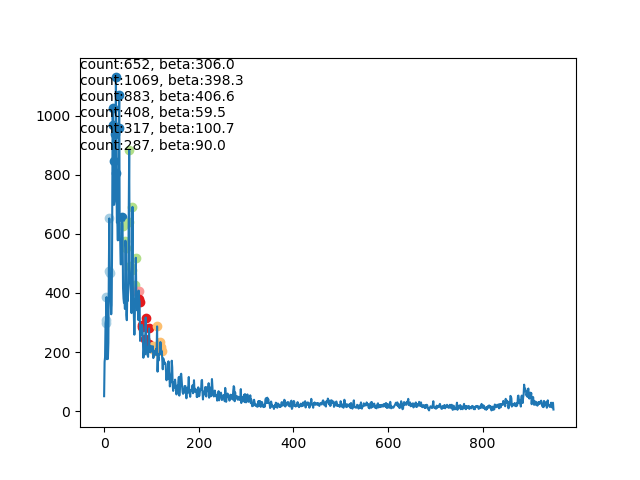 count:652, beta:306.0
count:1069, beta:398.3
count:883, beta:406.6
count:408, beta:59.5
count:317, beta:100.7
count:287, beta:90.0
1000
800
600
400
200
0
0 200 400 600 800